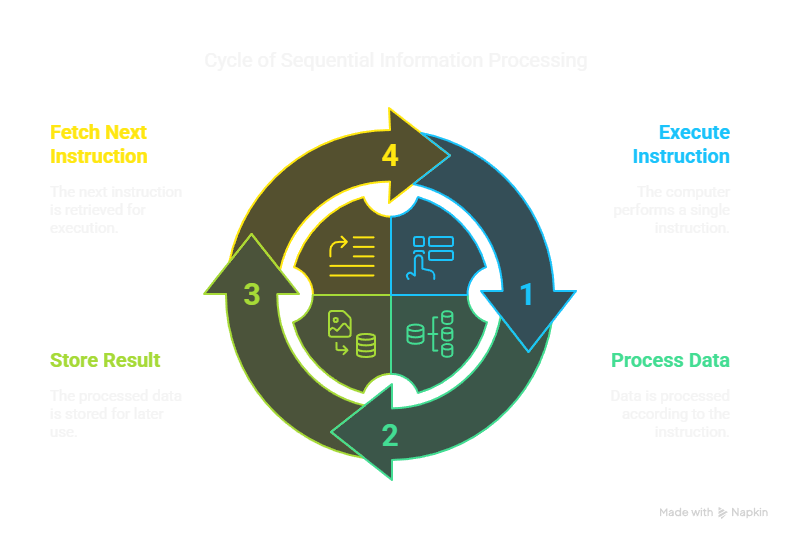 Cycle of Sequential Information Processing
Fetch Next
Instruction
The next instruction
is retrieved for
execution.
Execute
Instruction
The computer
performs a single
instruction.
4
1
3
2
Store Result
The processed data
is stored for later
use.
Process Data
Data is processed
according to the
instruction.
Made with Napkin